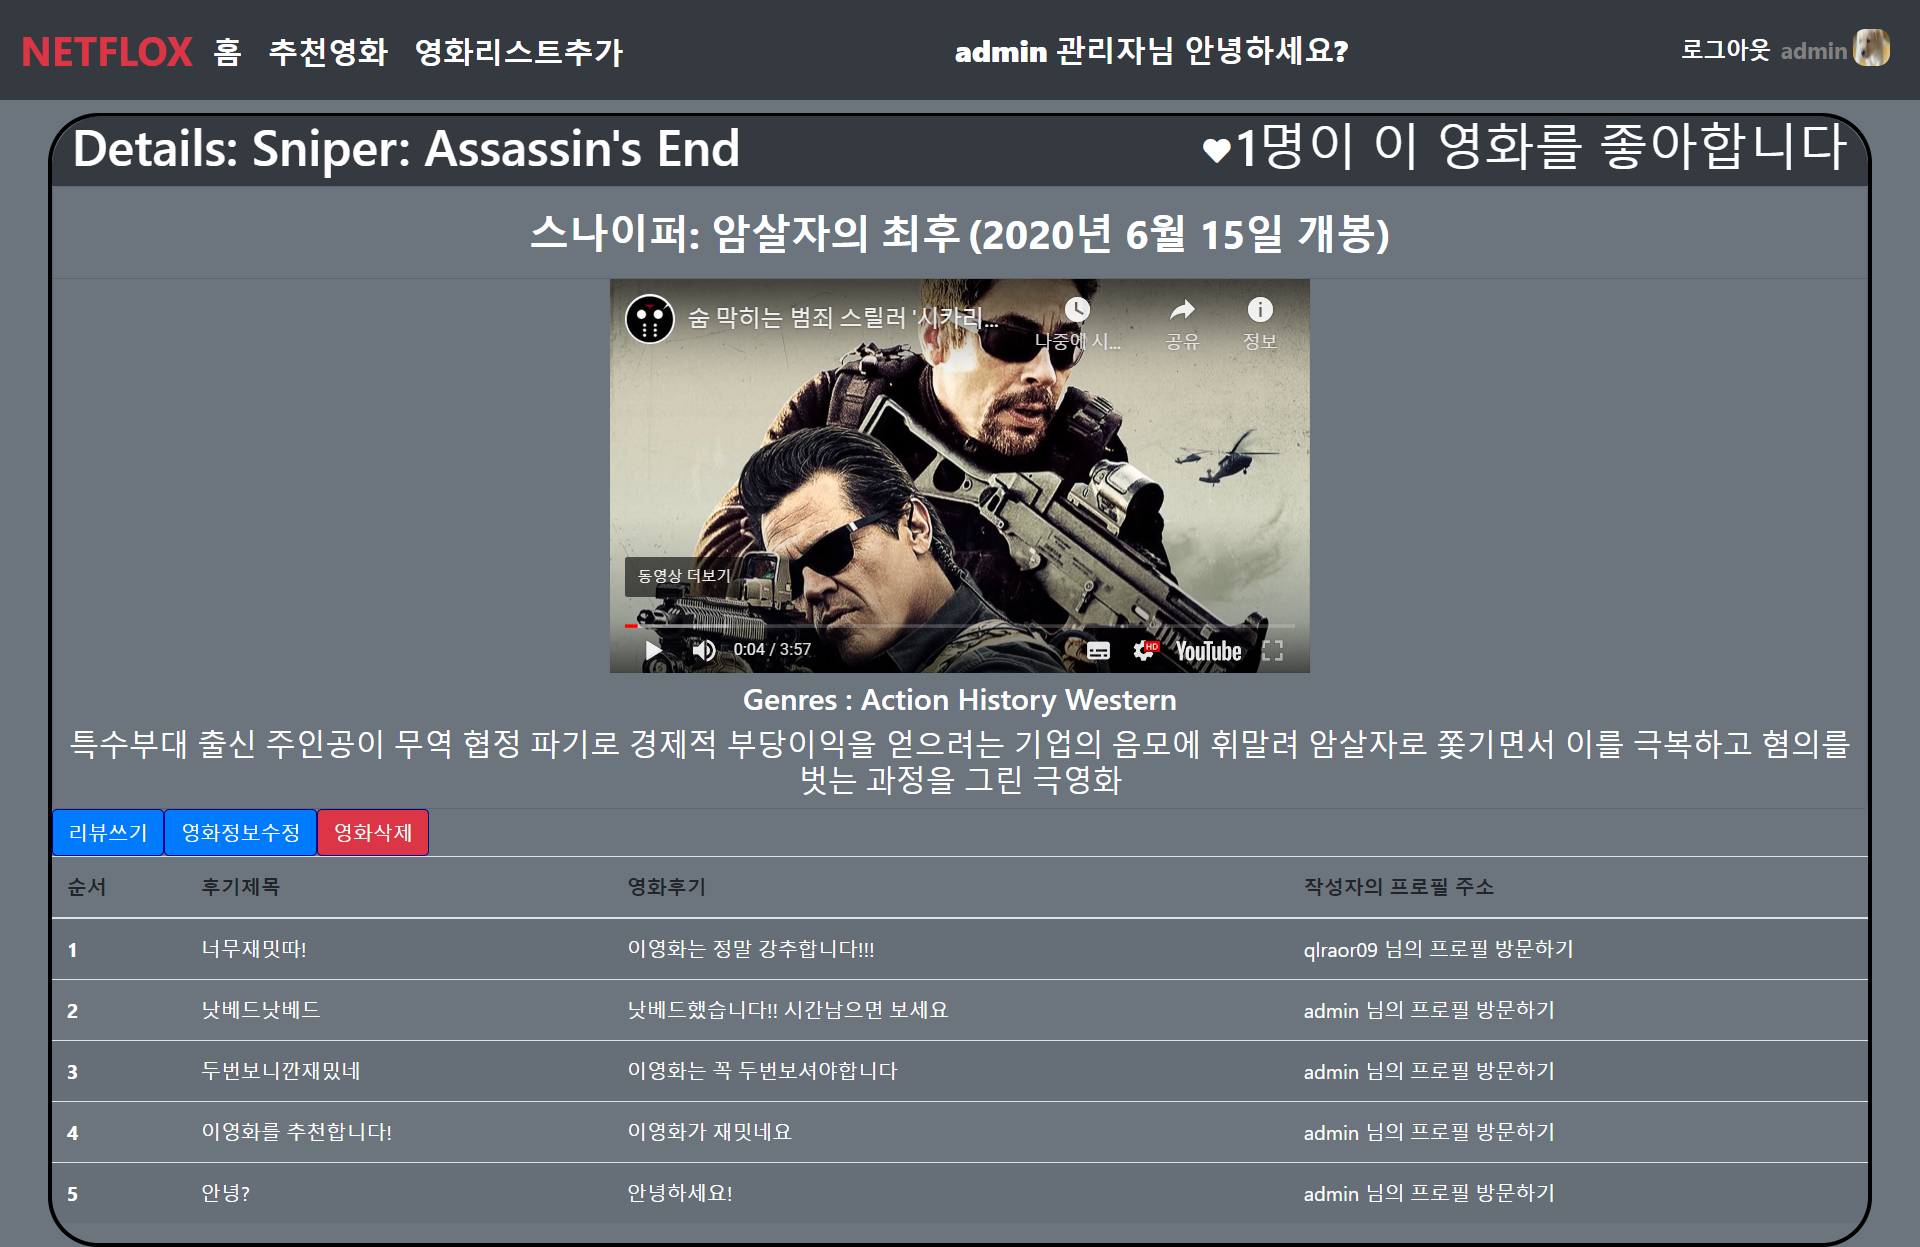 NETFLOX 홈 추천영화 영화리스트추가 admin 관리자님 안녕하세요? 로그아웃 admin
Details: Sniper: Assassin's End ♥1명이 이 영화를 좋아합니다
스나이퍼: 암살자의 최후 (2020년 6월 15일 개봉)
숨 막히는 범죄 스릴러 '시카리...
나중에 시... 공유 정보
동영상 더보기
0:04 / 3:57 HD YouTube
Genres : Action History Western
특수부대 출신 주인공이 무역 협정 파기로 경제적 부당이익을 얻으려는 기업의 음모에 휘말려 암살자로 쫓기면서 이를 극복하고 혐의를
벗는 과정을 그린 극영화
리뷰쓰기 영화정보수정 영화삭제
순서 후기제목 영화후기 작성자의 프로필 주소
1 너무재밋따! 이영화는 정말 강추합니다!!! qlraor09 님의 프로필 방문하기
2 낫베드낫베드 낫베드했습니다!! 시간남으면 보세요 admin 님의 프로필 방문하기
3 두번보니깐재밌네 이영화는 꼭 두번보셔야합니다 admin 님의 프로필 방문하기
4 이영화를 추천합니다! 이영화가 재밋네요 admin 님의 프로필 방문하기
5 안녕? 안녕하세요! admin 님의 프로필 방문하기